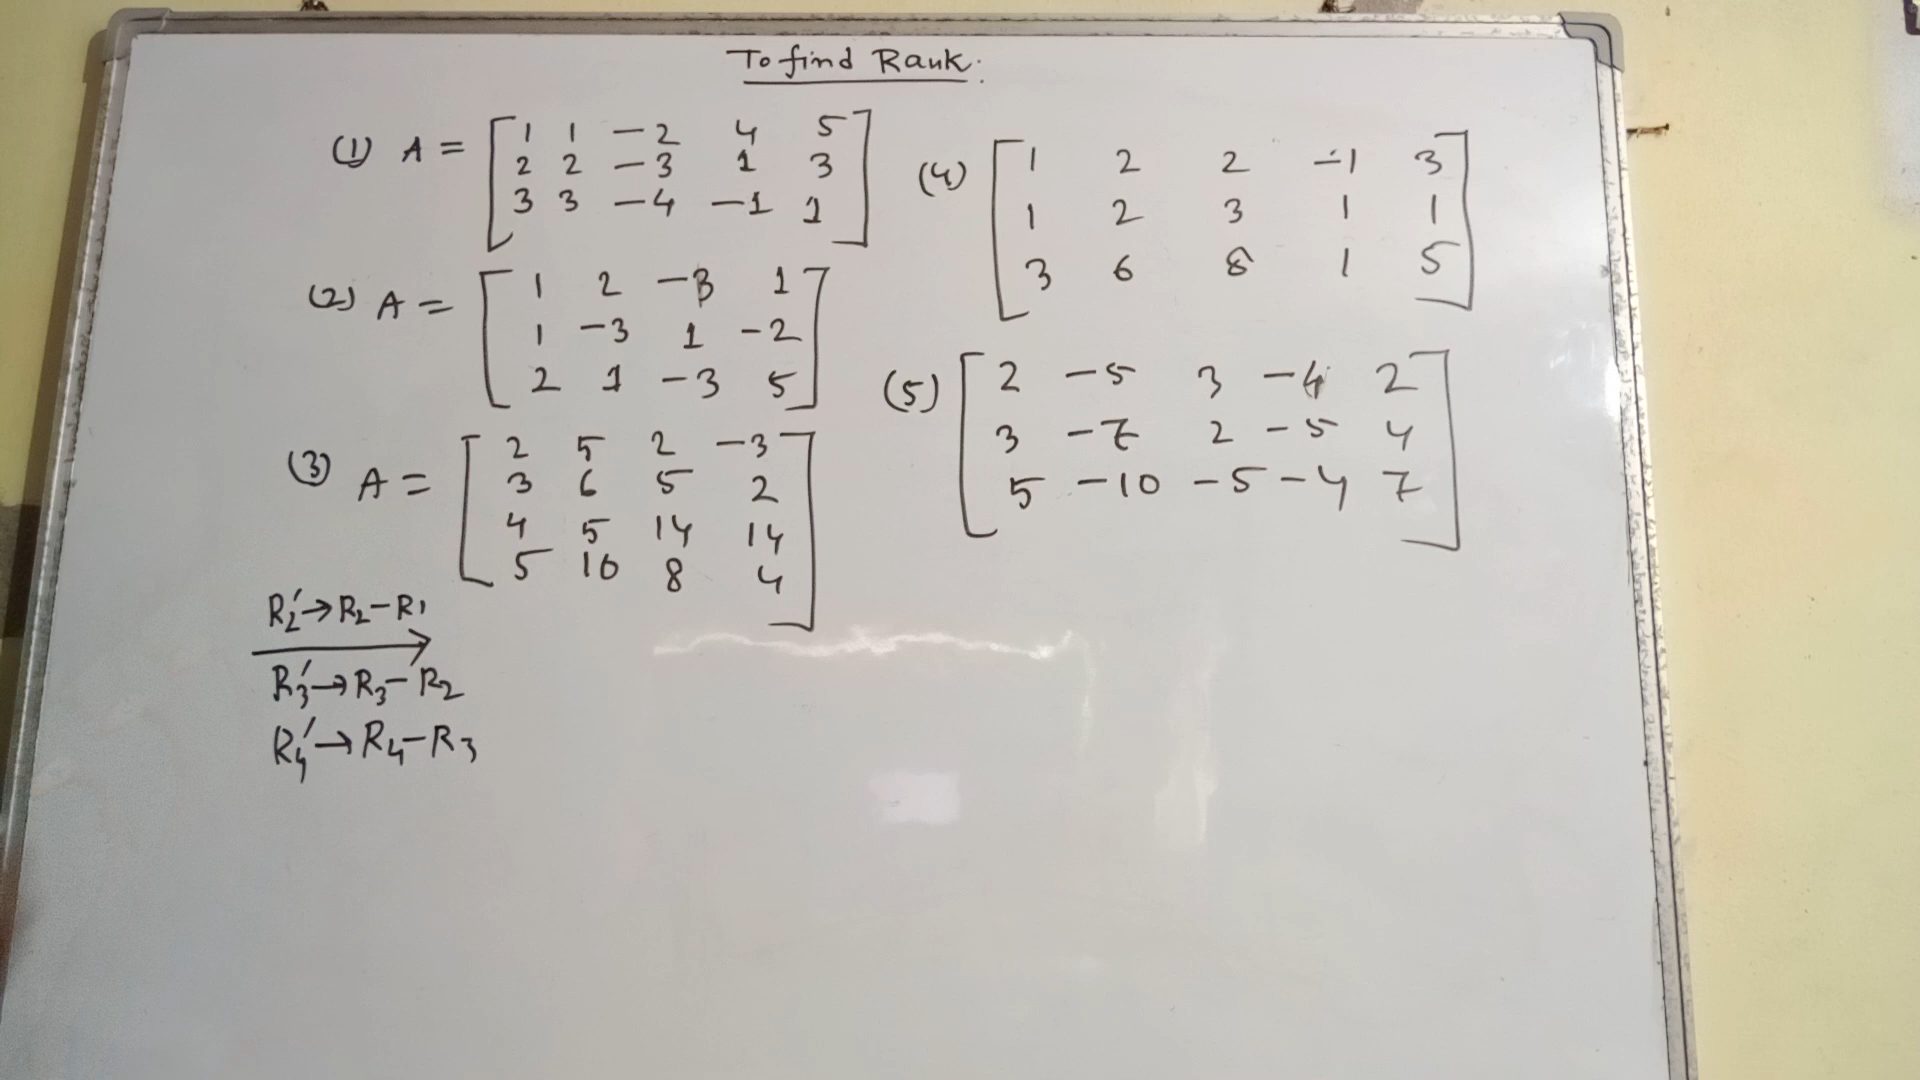 To find Rank:
(1) A = [ 1 1 -2 4 5
2 2 -3 1 3
3 3 -4 -1 1 ]
(2) A = [ 1 2 -3 1
1 -3 1 -2
2 1 -3 5 ]
(3) A = [ 2 5 2 -3
3 6 5 2
4 5 14 14
5 10 8 4 ]
R2' → R2 - R1
R3' → R3 - R2
R4' → R4 - R3
(4) [ 1 2 2 -1 3
1 2 3 1 1
3 6 8 1 5 ]
(5) [ 2 -5 3 -4 2
3 -7 2 -5 4
5 -10 -5 -4 7 ]